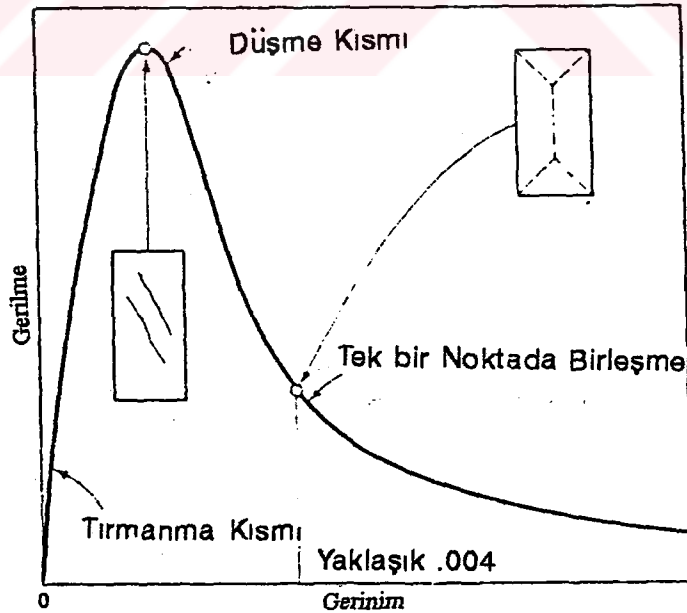 Düşme Kısmı
Gerilme
Tek bir Noktada Birleşme
Tırmanma Kısmı
Yaklaşık .004
0
Gerinim